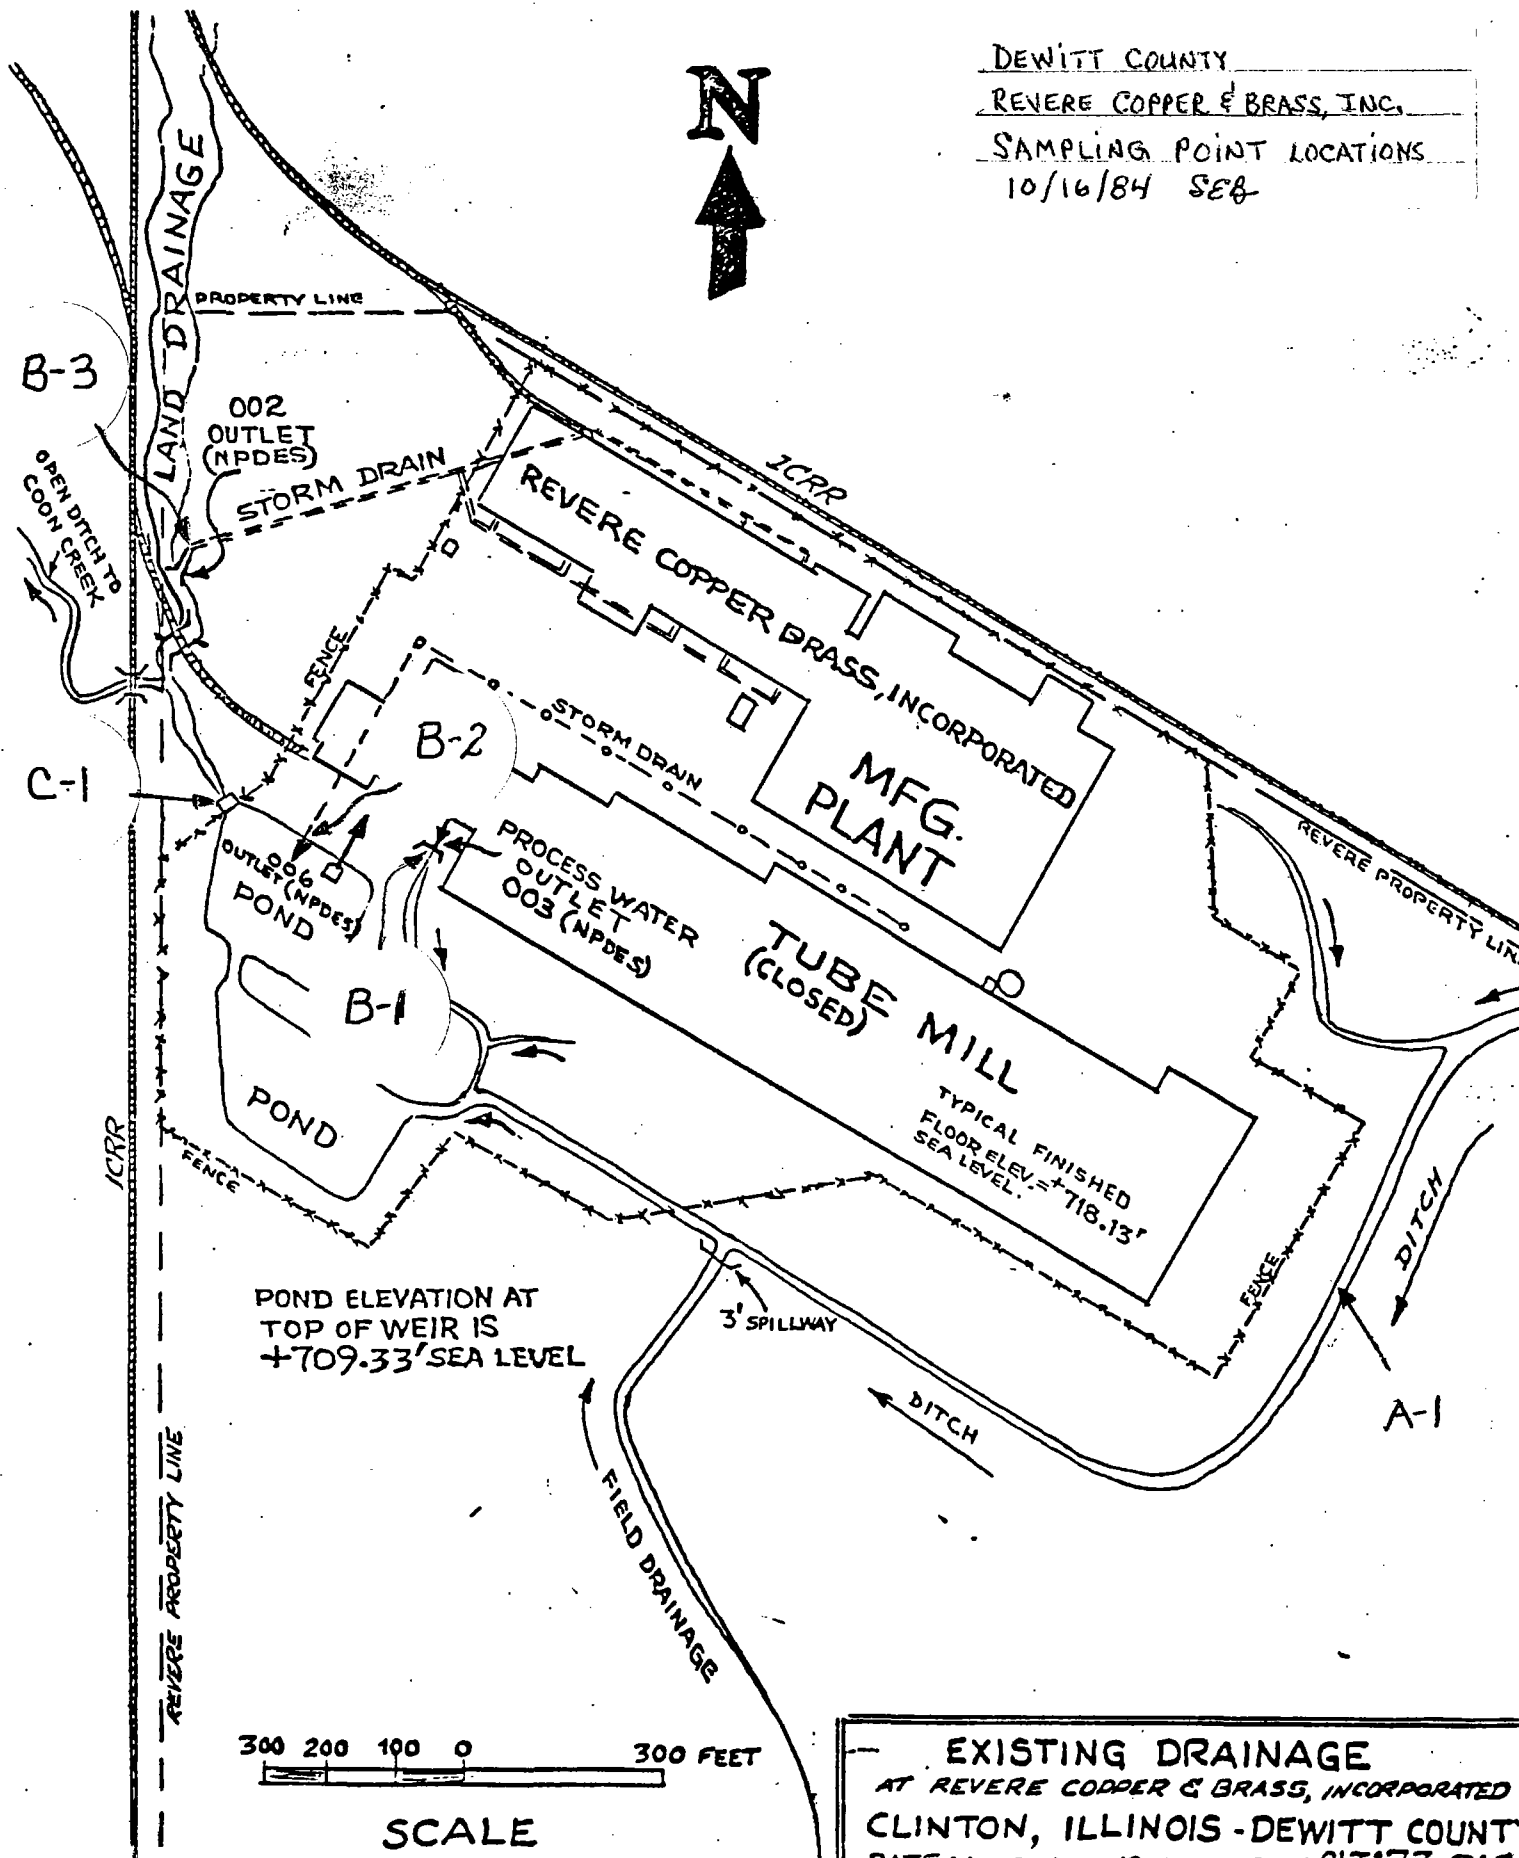 DEWITT COUNTY
REVERE COPPER & BRASS, INC.
SAMPLING POINT LOCATIONS
10/16/84 SEB
N
LAND DRAINAGE
PROPERTY LINE
B-3
002
OUTLET
(NPDES)
STORM DRAIN
OPEN DITCH TO
COON CREEK
ICRR
REVERE COPPER BRASS, INCORPORATED
MFG.
PLANT
FENCE
STORM DRAIN
B-2
C-1
006
OUTLET (NPDES)
POND
PROCESS WATER
OUTLET
003 (NPDES)
B-1
TUBE MILL
(CLOSED)
REVERE PROPERTY LINE
POND
TYPICAL FINISHED
FLOOR ELEV.=+718.13'
SEA LEVEL.
ICRR
FENCE
FENCE
DITCH
POND ELEVATION AT
TOP OF WEIR IS
+709.33' SEA LEVEL
3' SPILLWAY
A-1
DITCH
FIELD DRAINAGE
REVERE PROPERTY LINE
300 200 100 0 300 FEET
SCALE
EXISTING DRAINAGE
AT REVERE COPPER & BRASS, INCORPORATED
CLINTON, ILLINOIS - DEWITT COUNTY